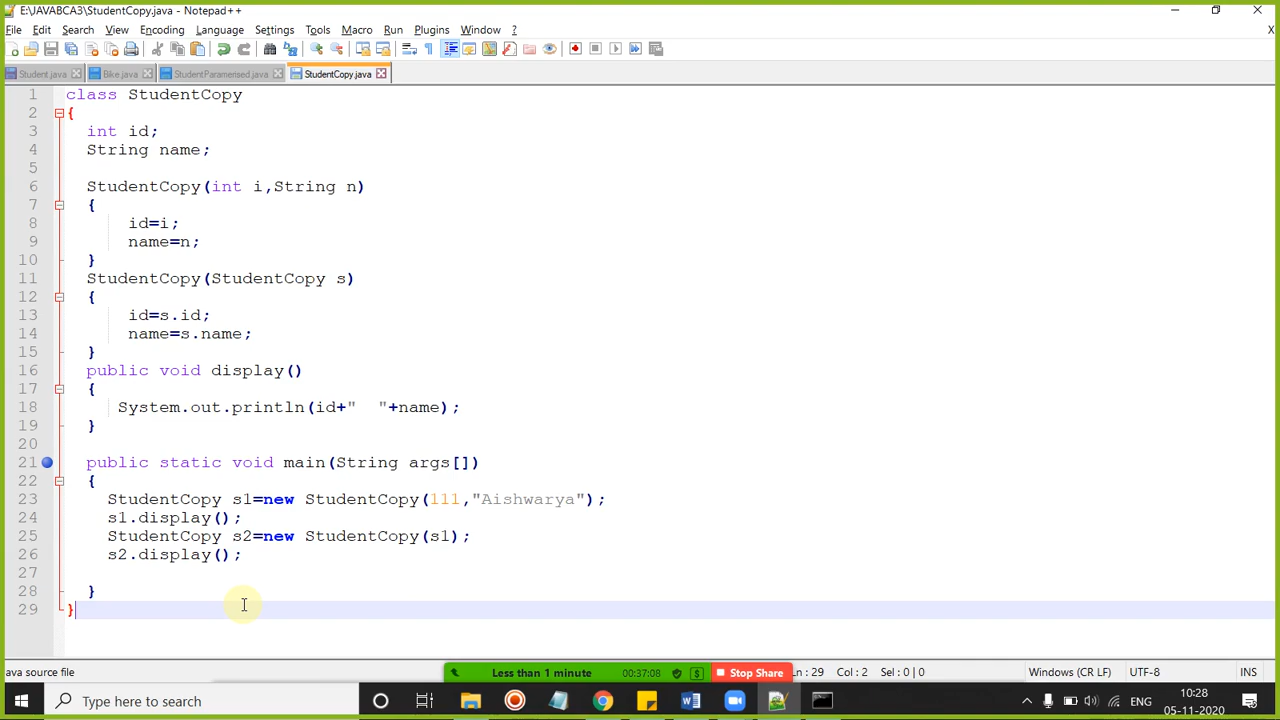 E:\JAVABCA3\StudentCopy.java - Notepad++
File Edit Search View Encoding Language Settings Tools Macro Run Plugins Window ? X
Student.java Bike.java StudentParamerised.java StudentCopy.java
1 class StudentCopy
2 {
3 int id;
4 String name;
5
6 StudentCopy(int i,String n)
7 {
8 id=i;
9 name=n;
10 }
11 StudentCopy(StudentCopy s)
12 {
13 id=s.id;
14 name=s.name;
15 }
16 public void display()
17 {
18 System.out.println(id+"  "+name);
19 }
20
21 public static void main(String args[])
22 {
23 StudentCopy s1=new StudentCopy(111,"Aishwarya");
24 s1.display();
25 StudentCopy s2=new StudentCopy(s1);
26 s2.display();
27
28 }
29 }
ava source file Less than 1 minute 00:37:08 Stop Share Ln : 29 Col : 2 Sel : 0 | 0 Windows (CR LF) UTF-8 INS
Type here to search ENG 10:28
05-11-2020